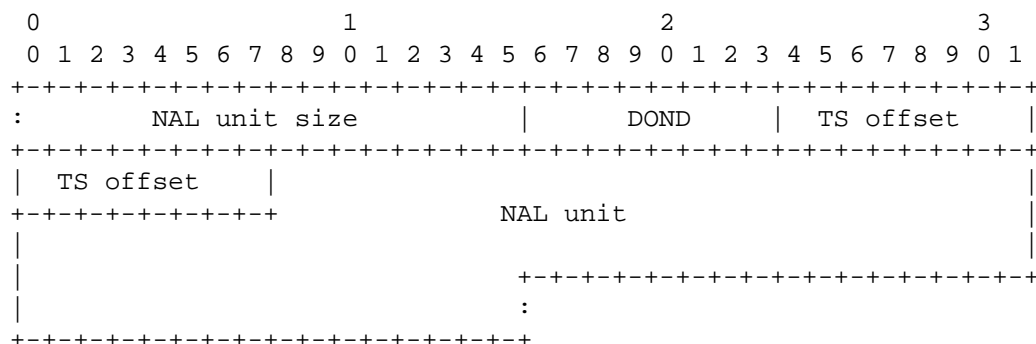 0                   1                   2                   3
 0 1 2 3 4 5 6 7 8 9 0 1 2 3 4 5 6 7 8 9 0 1 2 3 4 5 6 7 8 9 0 1
+-+-+-+-+-+-+-+-+-+-+-+-+-+-+-+-+-+-+-+-+-+-+-+-+-+-+-+-+-+-+-+-+
:        NAL unit size          |      DOND     |  TS offset    |
+-+-+-+-+-+-+-+-+-+-+-+-+-+-+-+-+-+-+-+-+-+-+-+-+-+-+-+-+-+-+-+-+
|  TS offset    |                                               |
+-+-+-+-+-+-+-+-+              NAL unit                         |
|                                                               |
|                               +-+-+-+-+-+-+-+-+-+-+-+-+-+-+-+-+
|                               :
+-+-+-+-+-+-+-+-+-+-+-+-+-+-+-+-+